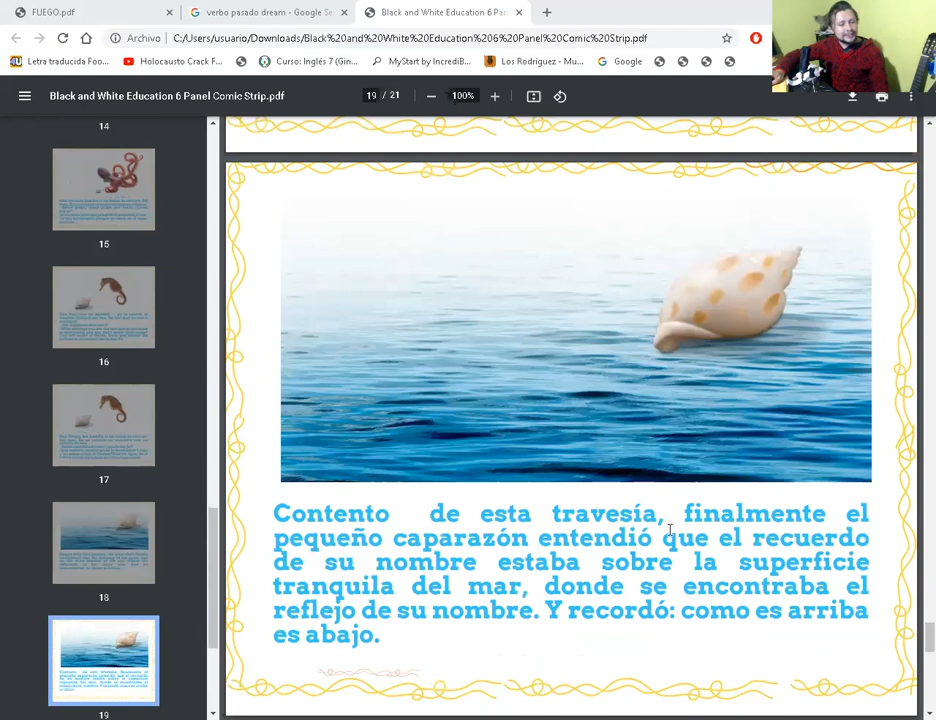 FUEGO.pdf
verbo pasado dream - Google Se
Black and White Education 6 Pan
Archivo
C:/Users/usuario/Downloads/Black%20and%20White%20Education%206%20Panel%20Comic%20Strip.pdf
Letra traducida Foo...
Holocausto Crack F...
Curso: Inglés 7 (Gin...
MyStart by IncrediB...
Los Rodríguez - Mu...
Google
Black and White Education 6 Panel Comic Strip.pdf
19 / 21
100%
14
15
16
17
18
19
Contento de esta travesía, finalmente el
pequeño caparazón entendió que el recuerdo
de su nombre estaba sobre la superficie
tranquila del mar, donde se encontraba el
reflejo de su nombre. Y recordó: como es arriba
es abajo.